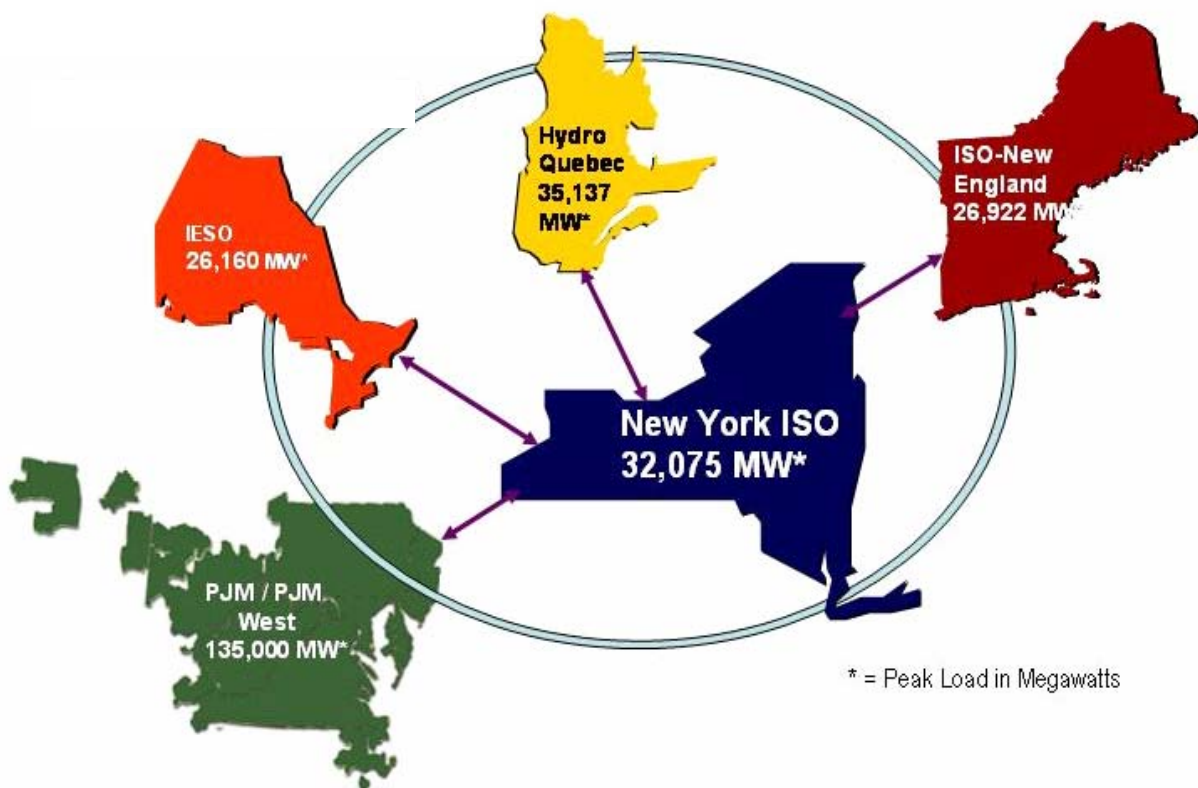 Hydro
Quebec
35,137
MW*
ISO-New
England
26,922 MW*
IESO
26,160 MW*
New York ISO
32,075 MW*
PJM / PJM
West
135,000 MW*
* = Peak Load in Megawatts